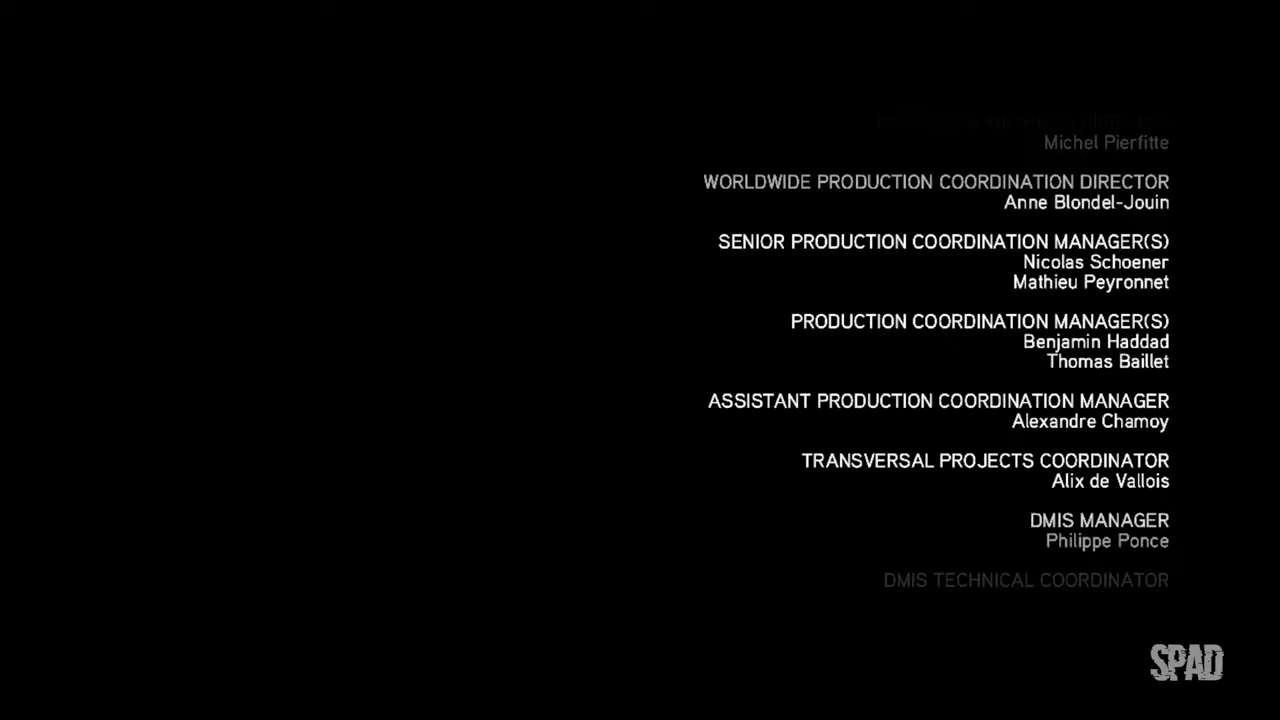 Michel Pierfitte
WORLDWIDE PRODUCTION COORDINATION DIRECTOR
Anne Blondel-Jouin
SENIOR PRODUCTION COORDINATION MANAGER(S)
Nicolas Schoener
Mathieu Peyronnet
PRODUCTION COORDINATION MANAGER(S)
Benjamin Haddad
Thomas Baillet
ASSISTANT PRODUCTION COORDINATION MANAGER
Alexandre Chamoy
TRANSVERSAL PROJECTS COORDINATOR
Alix de Vallois
DMIS MANAGER
Philippe Ponce
DMIS TECHNICAL COORDINATOR
SPAD